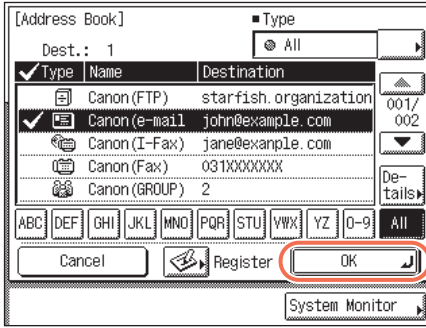 [Address Book] ■Type
Dest.: 1 All
Type Name Destination
Canon(FTP) starfish.organization
001/
002
Canon(e-mail john@example.com
Canon(I-Fax) jane@exanple.com
Canon(Fax) 031XXXXXXX
Canon(GROUP) 2
De-
tails
ABC DEF GHI JKL MNO PQR STU VWX YZ 0-9 All
Cancel Register OK
System Monitor